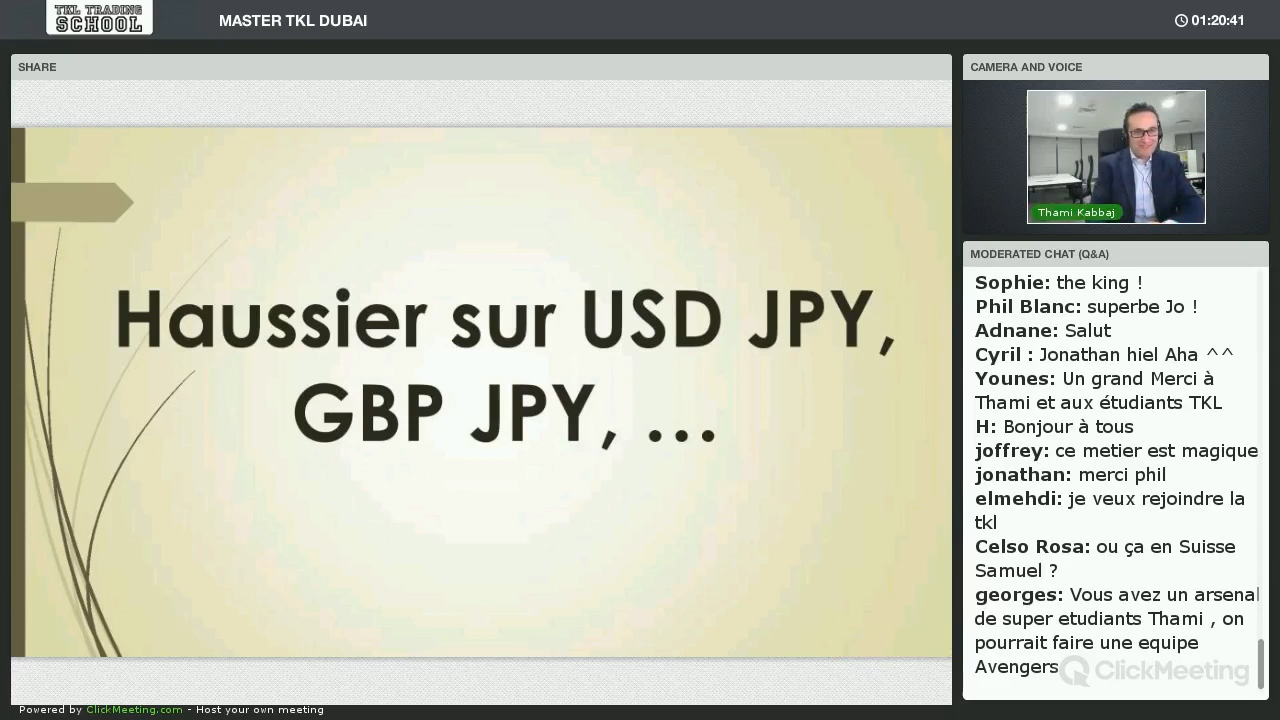 TKL TRADING
SCHOOL
MASTER TKL DUBAI
01:20:41
SHARE
Haussier sur USD JPY,
GBP JPY, ...
CAMERA AND VOICE
Thami Kabbaj
MODERATED CHAT (Q&A)
Sophie: the king !
Phil Blanc: superbe Jo !
Adnane: Salut
Cyril : Jonathan hiel Aha ^^
Younes: Un grand Merci à
Thami et aux étudiants TKL
H: Bonjour à tous
joffrey: ce metier est magique
jonathan: merci phil
elmehdi: je veux rejoindre la
tkl
Celso Rosa: ou ça en Suisse
Samuel ?
georges: Vous avez un arsenal
de super etudiants Thami , on
pourrait faire une equipe
Avengers
ClickMeeting
Powered by ClickMeeting.com - Host your own meeting